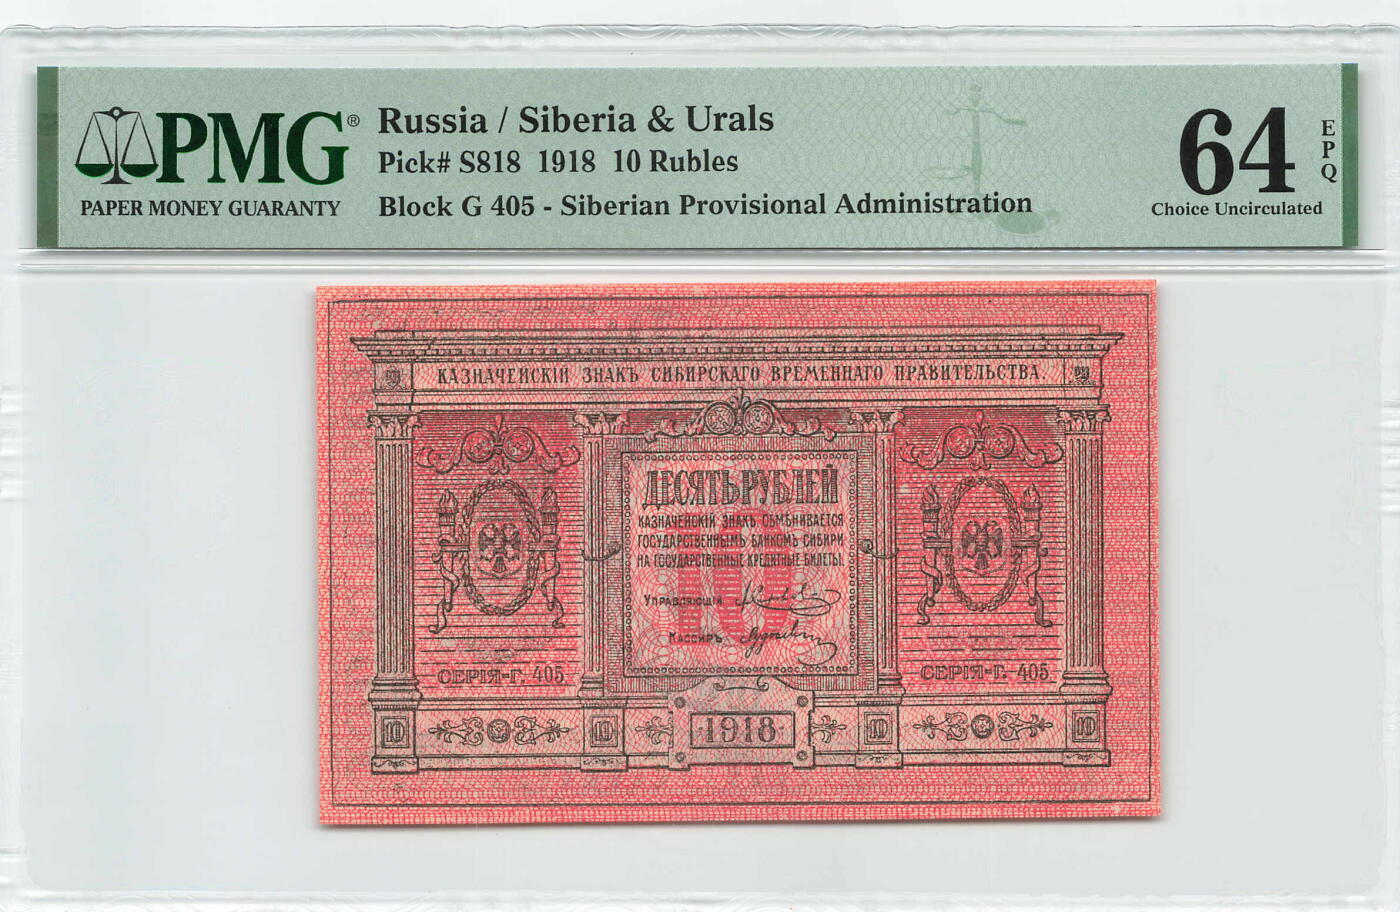 PMG®
PAPER MONEY GUARANTY
Russia / Siberia & Urals
Pick# S818 1918 10 Rubles
Block G 405 - Siberian Provisional Administration
64 EPQ
Choice Uncirculated
КАЗНАЧЕЙСКІЙ ЗНАКЪ СИБИРСКАГО ВРЕМЕННАГО ПРАВИТЕЛЬСТВА
ДЕСЯТЬ РУБЛЕЙ
КАЗНАЧЕЙСКІЙ ЗНАКЪ ОБМѢНИВАЕТСЯ
ГОСУДАРСТВЕННЫМЪ БАНКОМЪ СИБИРИ
НА ГОСУДАРСТВЕННЫЕ КРЕДИТНЫЕ БИЛЕТЫ.
10
УПРАВЛЯЮЩІЙ
КАССИРЪ
СЕРІЯ-Г. 405
СЕРІЯ-Г. 405
10
10
1918
10
10